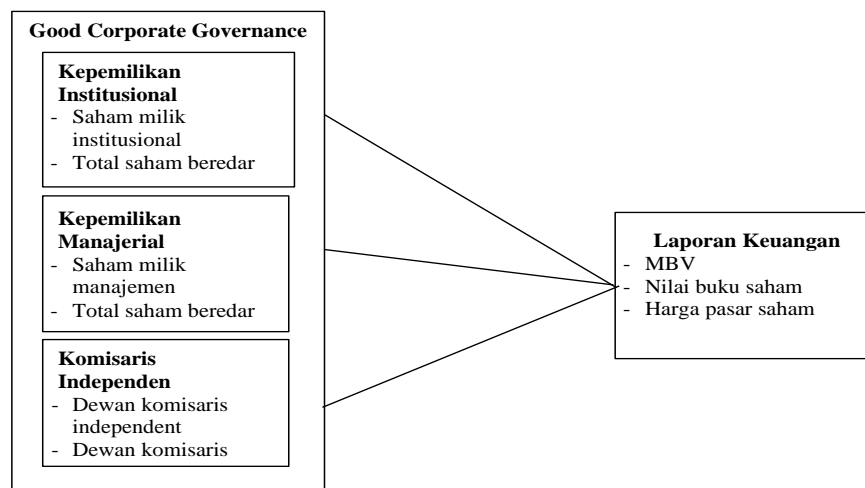 Good Corporate Governance
Kepemilikan
Institusional
- Saham milik
institusional
- Total saham beredar
Kepemilikan
Manajerial
- Saham milik
manajemen
- Total saham beredar
Komisaris
Independen
- Dewan komisaris
independent
- Dewan komisaris
Laporan Keuangan
- MBV
- Nilai buku saham
- Harga pasar saham